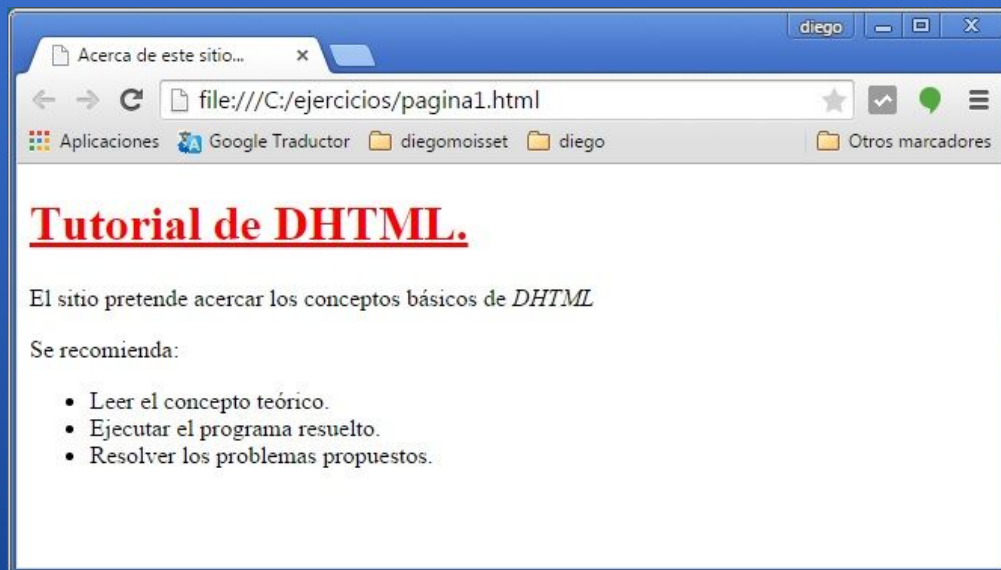 diego
Acerca de este sitio...
file:///C:/ejercicios/pagina1.html
Aplicaciones Google Traductor diegomoisset diego Otros marcadores
Tutorial de DHTML.
El sitio pretende acercar los conceptos básicos de DHTML
Se recomienda:
Leer el concepto teórico.
Ejecutar el programa resuelto.
Resolver los problemas propuestos.